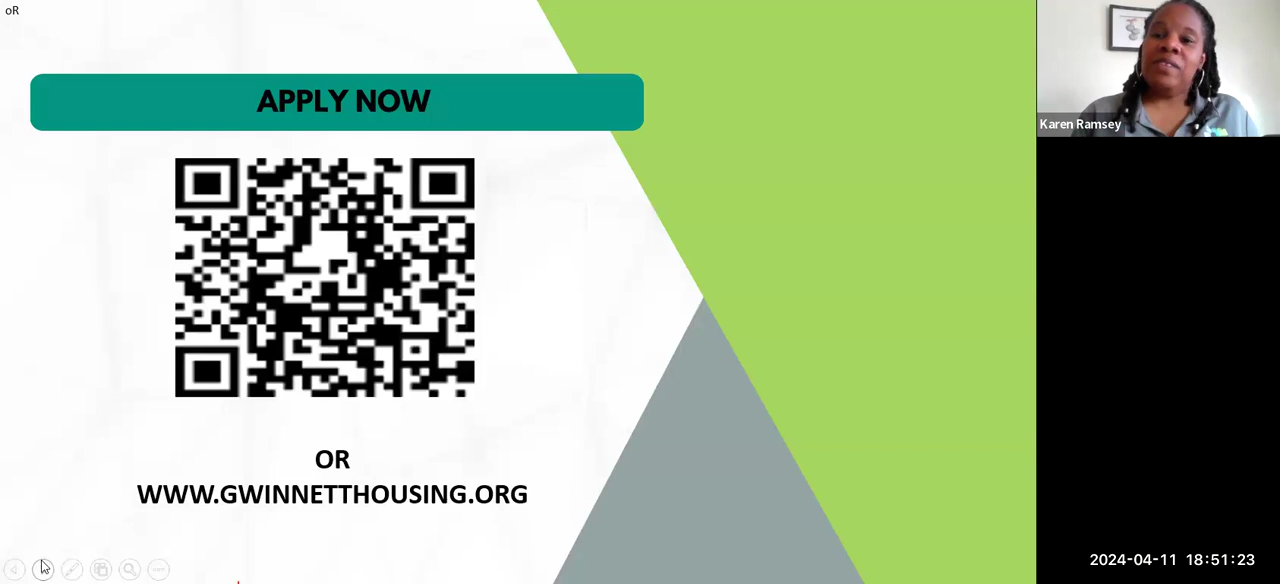 oR
APPLY NOW
Karen Ramsey
OR
WWW.GWINNETTHOUSING.ORG
2024-04-11 18:51:23